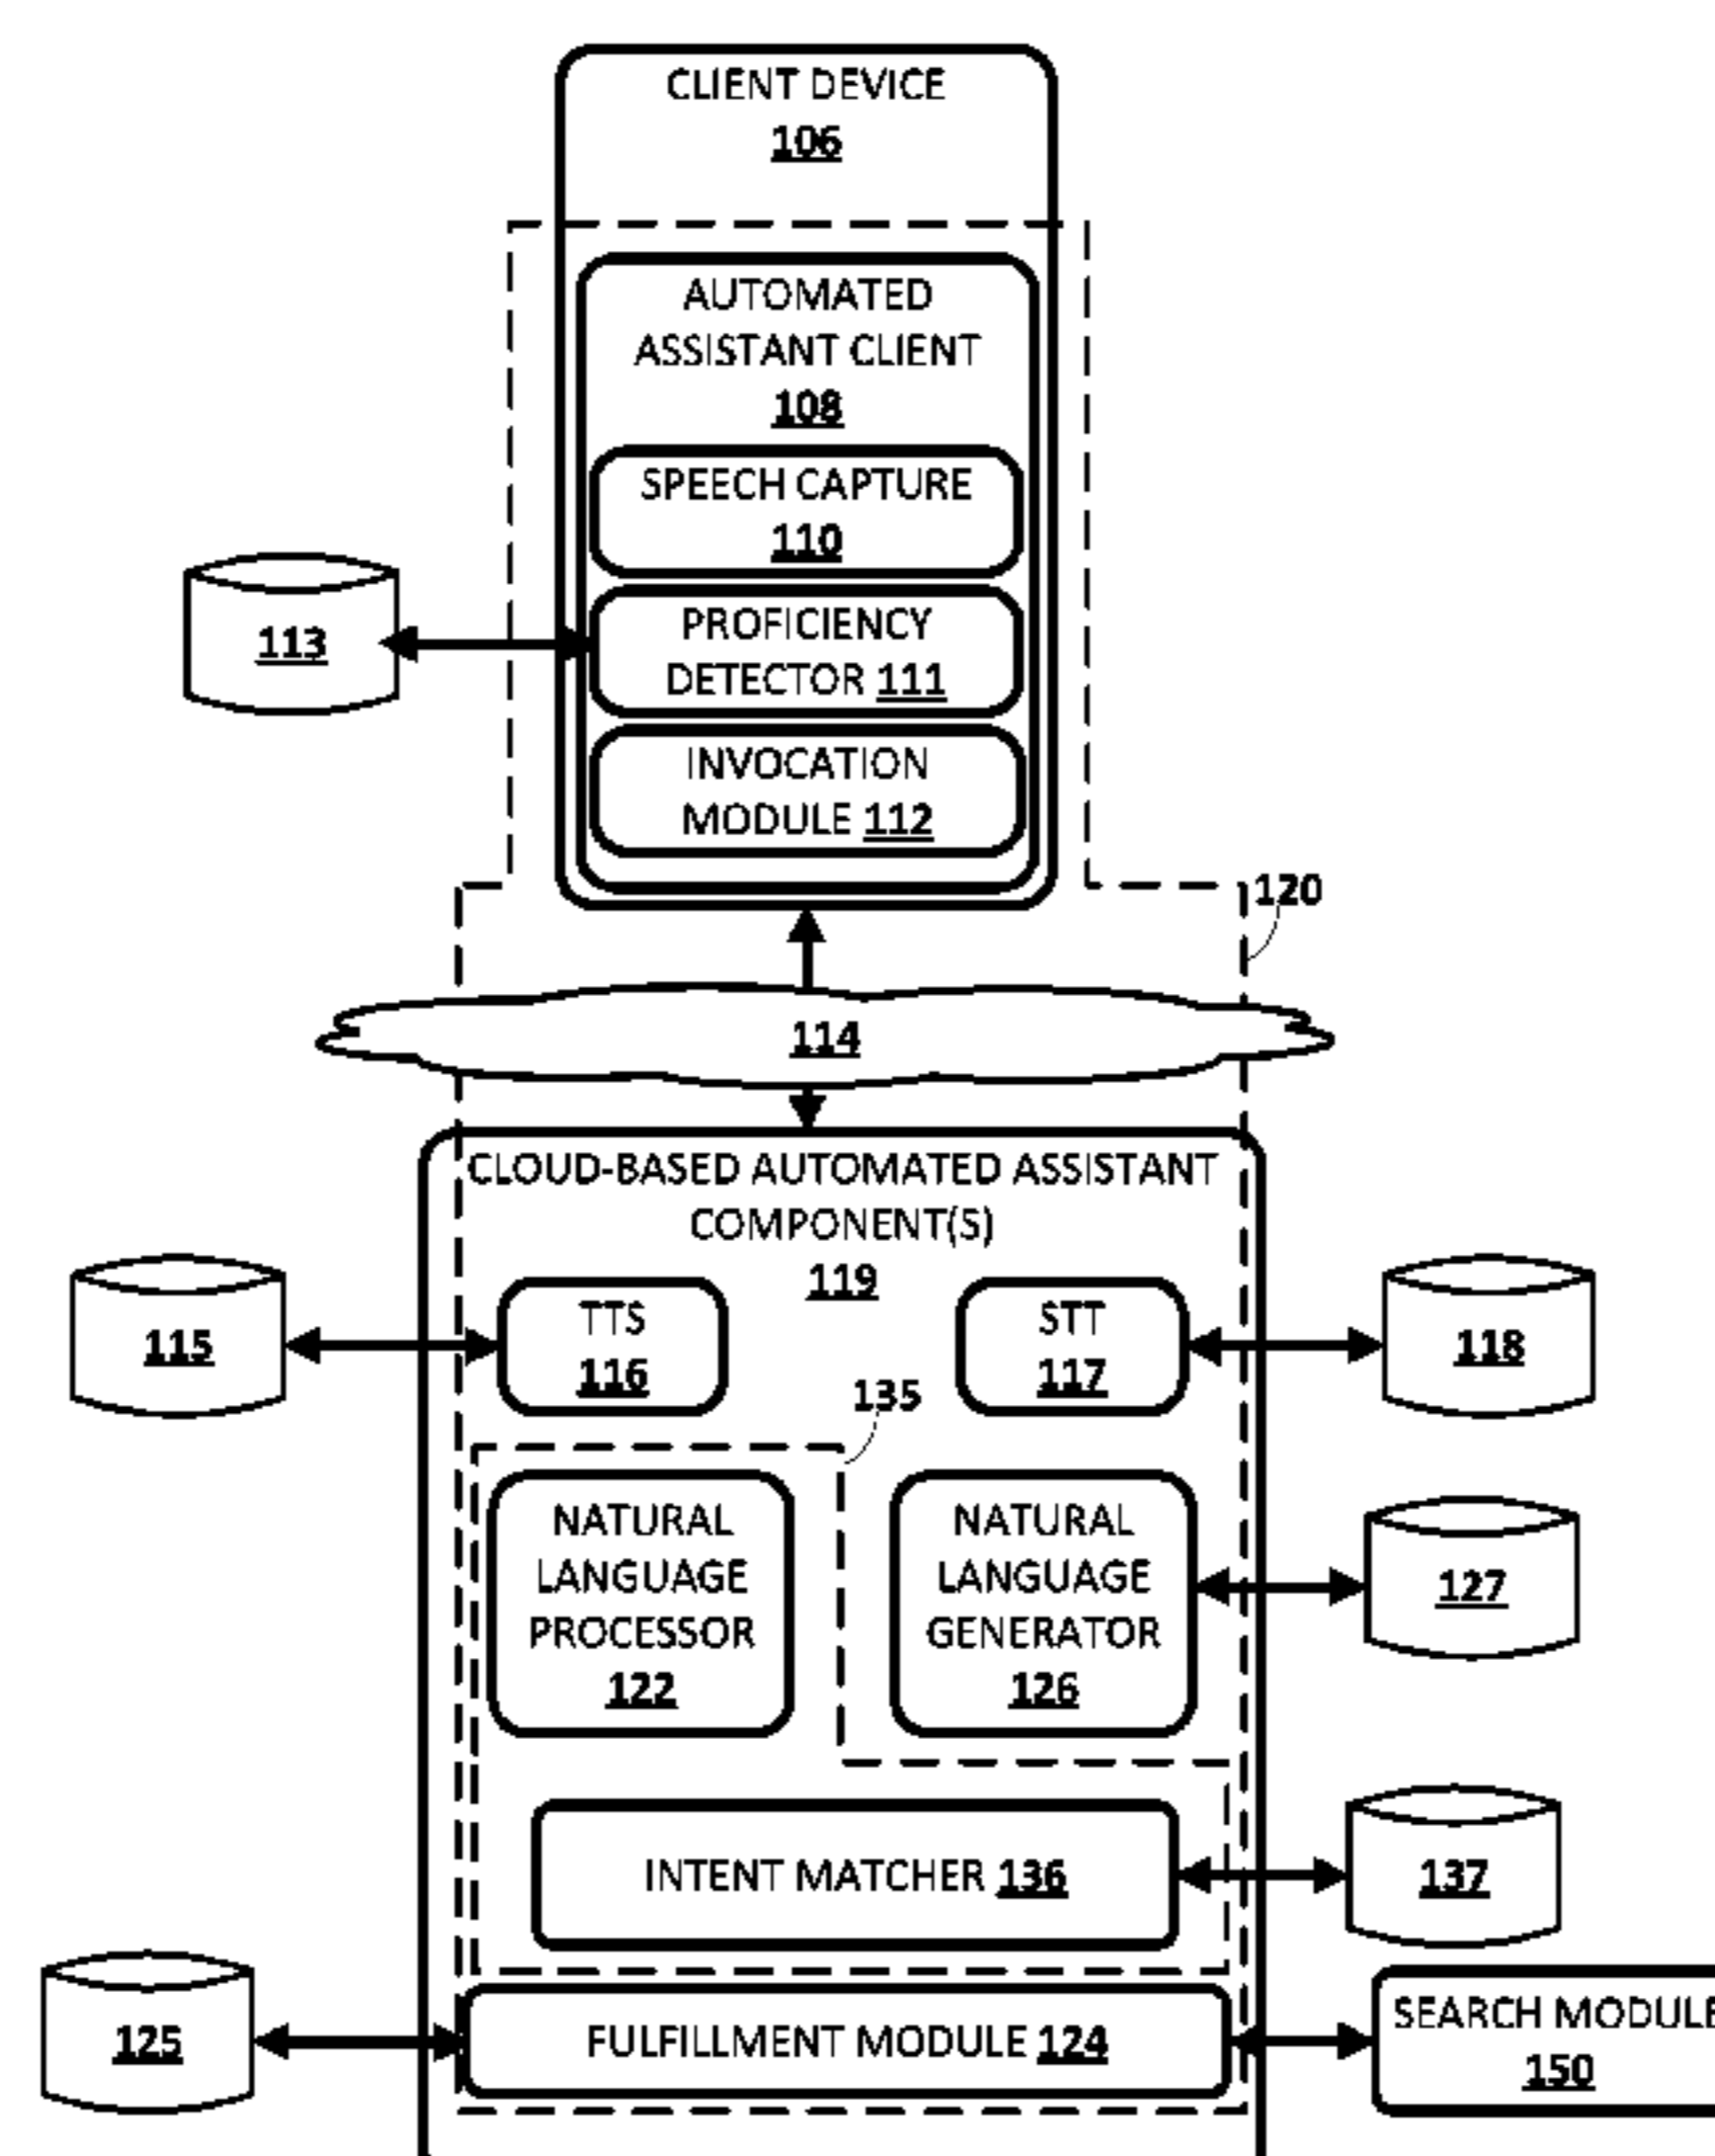 CLIENT DEVICE
106
AUTOMATED
ASSISTANT CLIENT
108
SPEECH CAPTURE
110
113
PROFICIENCY
DETECTOR 111
INVOCATION
MODULE 112
120
114
CLOUD-BASED AUTOMATED ASSISTANT
COMPONENT(S)
119
115
TTS
116
STT
117
118
135
NATURAL
LANGUAGE
PROCESSOR
122
NATURAL
LANGUAGE
GENERATOR
126
127
INTENT MATCHER 136
137
125
FULFILLMENT MODULE 124
SEARCH MODULE
150